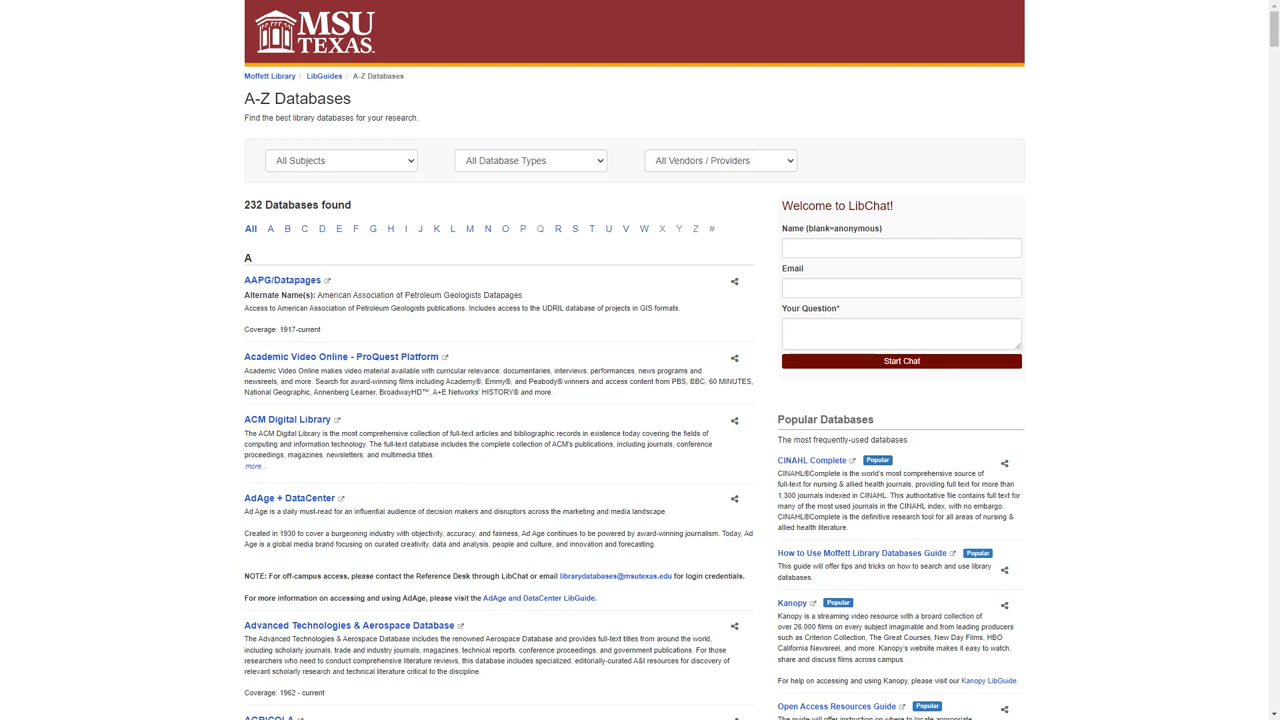 MSU
TEXAS
Moffett Library / LibGuides / A-Z Databases
A-Z Databases
Find the best library databases for your research.
All Subjects
All Database Types
All Vendors / Providers
232 Databases found
All A B C D E F G H I J K L M N O P Q R S T U V W X Y Z #
A
AAPG/Datapages
Alternate Name(s): American Association of Petroleum Geologists Datapages
Access to American Association of Petroleum Geologists publications. Includes access to the UDRIL database of projects in GIS formats.
Coverage: 1917-current
Academic Video Online - ProQuest Platform
Academic Video Online makes video material available with curricular relevance: documentaries, interviews, performances, news programs and
newsreels, and more. Search for award-winning films including Academy®, Emmy®, and Peabody® winners and access content from PBS, BBC, 60 MINUTES,
National Geographic, Annenberg Learner, BroadwayHD™, A+E Networks' HISTORY® and more.
ACM Digital Library
The ACM Digital Library is the most comprehensive collection of full-text articles and bibliographic records in existence today covering the fields of
computing and information technology. The full-text database includes the complete collection of ACM's publications, including journals, conference
proceedings, magazines, newsletters, and multimedia titles.
more...
AdAge + DataCenter
Ad Age is a daily must-read for an influential audience of decision makers and disruptors across the marketing and media landscape.
Created in 1930 to cover a burgeoning industry with objectivity, accuracy, and fairness, Ad Age continues to be powered by award-winning journalism. Today, Ad
Age is a global media brand focusing on curated creativity, data and analysis, people and culture, and innovation and forecasting.
NOTE: For off-campus access, please contact the Reference Desk through LibChat or email librarydatabases@msutexas.edu for login credentials.
For more information on accessing and using AdAge, please visit the AdAge and DataCenter LibGuide.
Advanced Technologies & Aerospace Database
The Advanced Technologies & Aerospace Database includes the renowned Aerospace Database and provides full-text titles from around the world,
including scholarly journals, trade and industry journals, magazines, technical reports, conference proceedings, and government publications. For those
researchers who need to conduct comprehensive literature reviews, this database includes specialized, editorially-curated A&I resources for discovery of
relevant scholarly research and technical literature critical to the discipline.
Coverage: 1962 - current
AGRICOLA
Welcome to LibChat!
Name (blank=anonymous)
Email
Your Question*
Start Chat
Popular Databases
The most frequently-used databases
CINAHL Complete Popular
CINAHL®Complete is the world's most comprehensive source of
full-text for nursing & allied health journals, providing full text for more than
1,300 journals indexed in CINAHL. This authoritative file contains full text for
many of the most used journals in the CINAHL index, with no embargo.
CINAHL®Complete is the definitive research tool for all areas of nursing &
allied health literature.
How to Use Moffett Library Databases Guide Popular
This guide will offer tips and tricks on how to search and use library
databases.
Kanopy Popular
Kanopy is a streaming video resource with a broard collection of
over 26,000 films on every subject imaginable and from leading producers
such as Criterion Collection, The Great Courses, New Day Films, HBO
California Newsreel, and more. Kanopy's website makes it easy to watch,
share and discuss films across campus.
For help on accessing and using Kanopy, please visit our Kanopy LibGuide.
Open Access Resources Guide Popular
The guide will offer instruction on where to locate appropriate